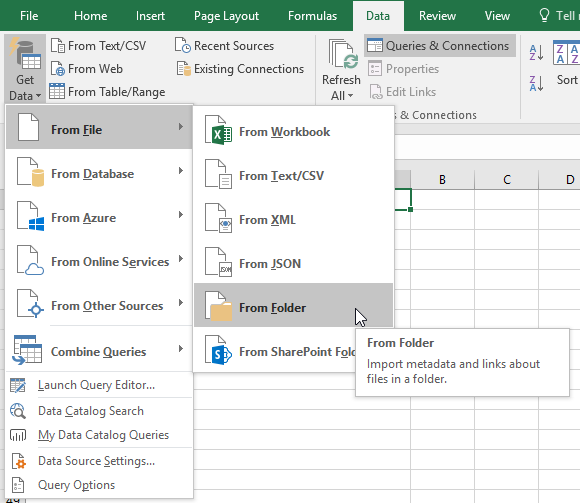 File Home Insert Page Layout Formulas Data Review View Tell
From Text/CSV Recent Sources Queries & Connections
From Web Existing Connections Properties
Get Data From Table/Range Refresh All Edit Links Sort
& Connections
From File
From Database
From Azure
From Online Services
From Other Sources
Combine Queries
Launch Query Editor...
Data Catalog Search
My Data Catalog Queries
Data Source Settings...
Query Options
From Workbook
From Text/CSV
From XML
From JSON
From Folder
From SharePoint Fold
From Folder
Import metadata and links about
files in a folder.
B C D